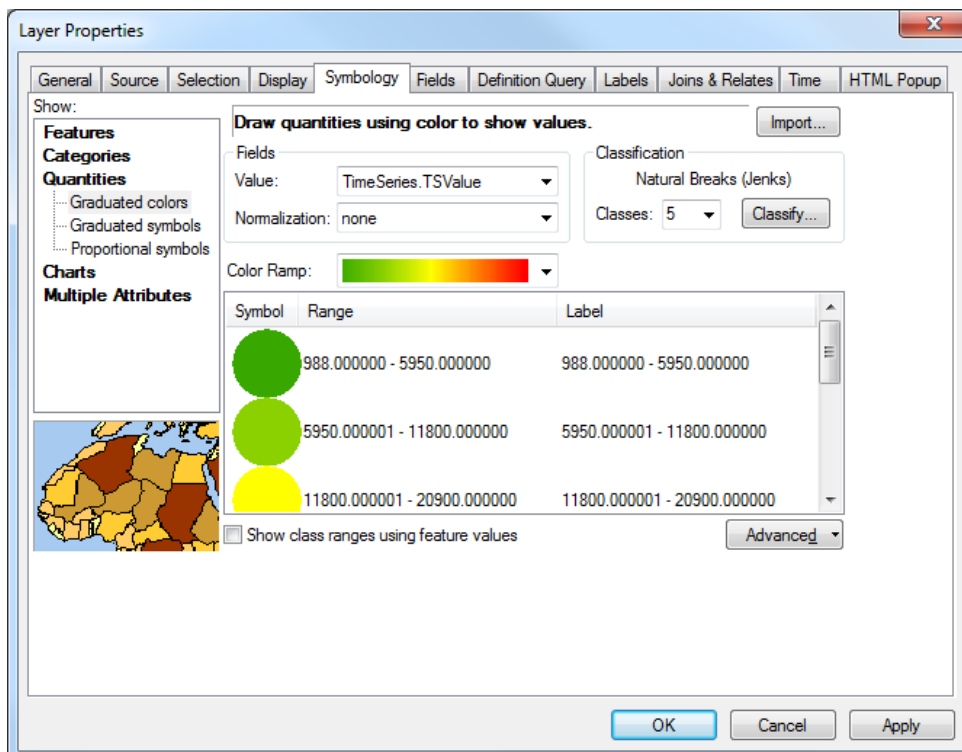 Layer Properties
General Source Selection Display Symbology Fields Definition Query Labels Joins & Relates Time HTML Popup
Show:
Features
Categories
Quantities
Graduated colors
Graduated symbols
Proportional symbols
Charts
Multiple Attributes
Draw quantities using color to show values.
Import...
Fields
Value: TimeSeries.TSValue
Normalization: none
Classification
Natural Breaks (Jenks)
Classes: 5 Classify...
Color Ramp:
Symbol Range Label
988.000000 - 5950.000000 988.000000 - 5950.000000
5950.000001 - 11800.000000 5950.000001 - 11800.000000
11800.000001 - 20900.000000 11800.000001 - 20900.000000
Show class ranges using feature values
Advanced
OK Cancel Apply